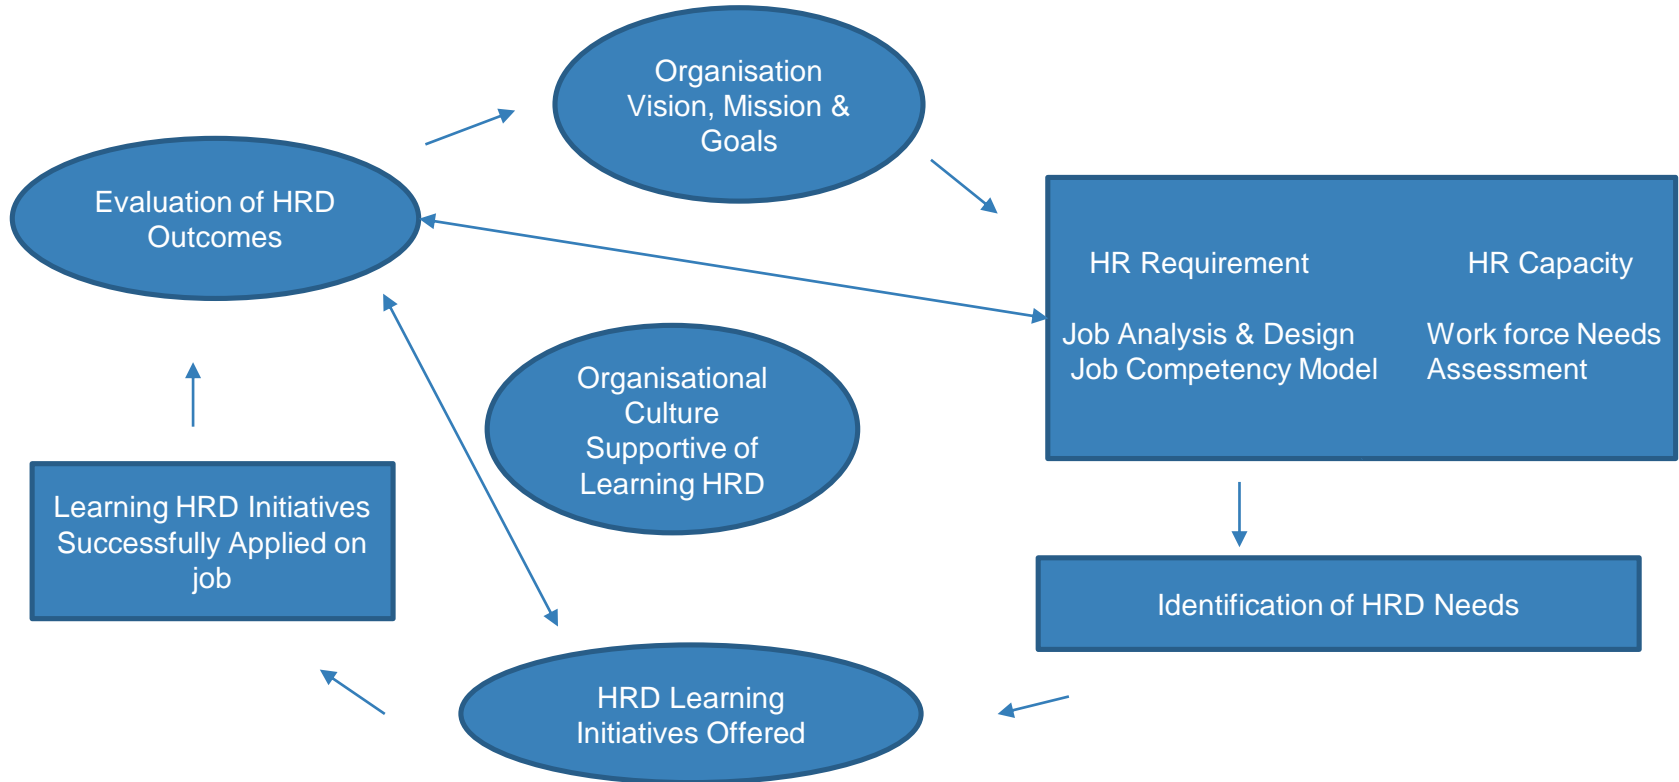 Organisation
Vision, Mission &
Goals
Evaluation of HRD
Outcomes
HR Requirement
HR Capacity
Job Analysis & Design
Job Competency Model
Work force Needs
Assessment
Organisational
Culture
Supportive of
Learning HRD
Learning HRD Initiatives
Successfully Applied on
job
Identification of HRD Needs
HRD Learning
Initiatives Offered